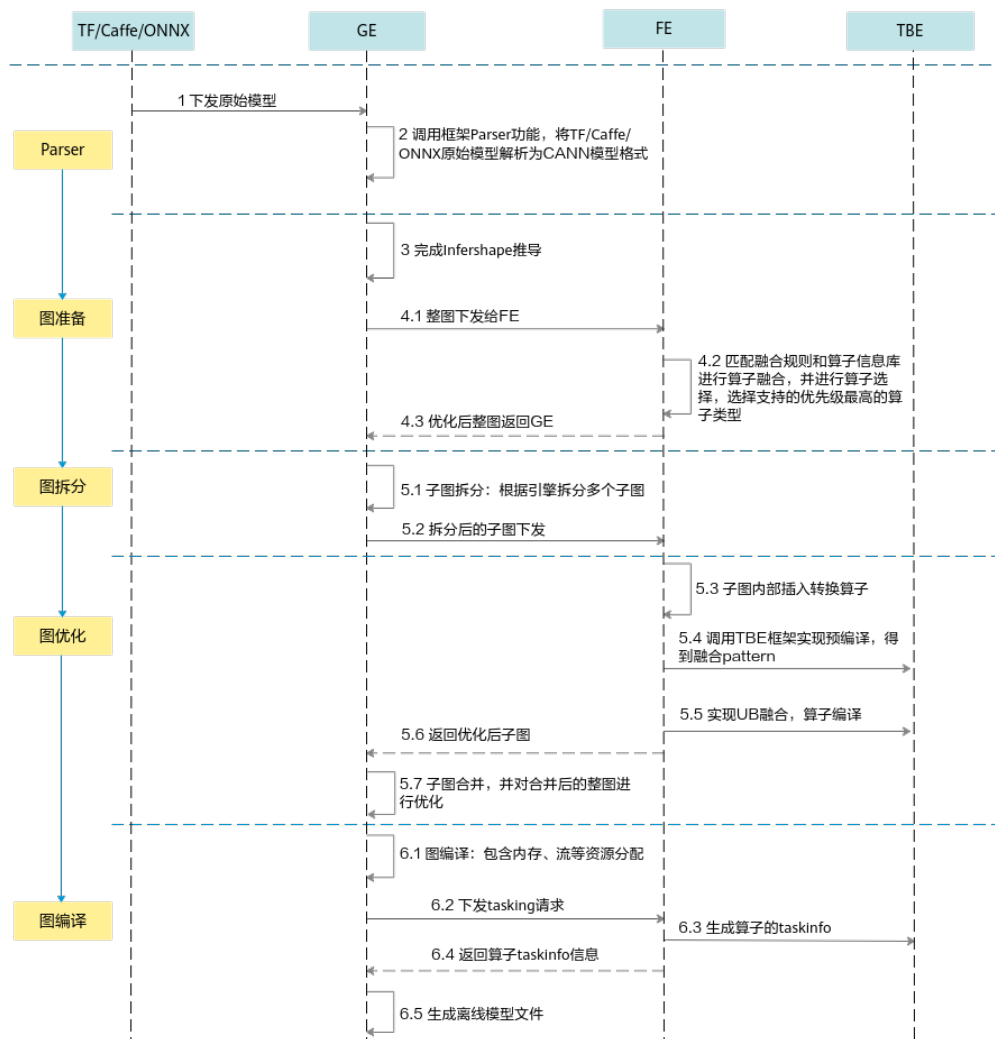 TF/Caffe/ONNX
GE
FE
TBE
1 下发原始模型
Parser
2 调用框架Parser功能，将TF/Caffe/
ONNX原始模型解析为CANN模型格式
3 完成Infershape推导
图准备
4.1 整图下发给FE
4.2 匹配融合规则和算子信息库
进行算子融合，并进行算子选
择，选择支持的优先级最高的算
子类型
4.3 优化后整图返回GE
图拆分
5.1 子图拆分：根据引擎拆分多个子图
5.2 拆分后的子图下发
5.3 子图内部插入转换算子
图优化
5.4 调用TBE框架实现预编译，得
到融合pattern
5.5 实现UB融合，算子编译
5.6 返回优化后子图
5.7 子图合并，并对合并后的整图进
行优化
6.1 图编译：包含内存、流等资源分配
图编译
6.2 下发tasking请求
6.3 生成算子的taskinfo
6.4 返回算子taskinfo信息
6.5 生成离线模型文件